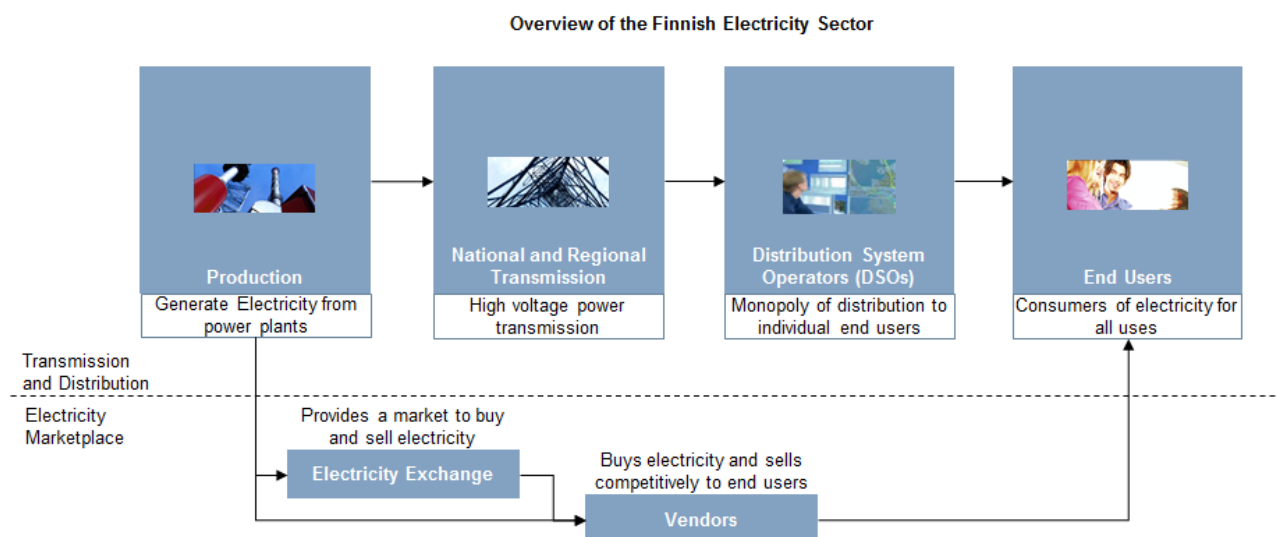 Overview of the Finnish Electricity Sector
Production
Generate Electricity from
power plants
National and Regional
Transmission
High voltage power
transmission
Distribution System
Operators (DSOs)
Monopoly of distribution to
individual end users
End Users
Consumers of electricity for
all uses
Transmission
and Distribution
Electricity
Marketplace
Provides a market to buy
and sell electricity
Electricity Exchange
Buys electricity and sells
competitively to end users
Vendors